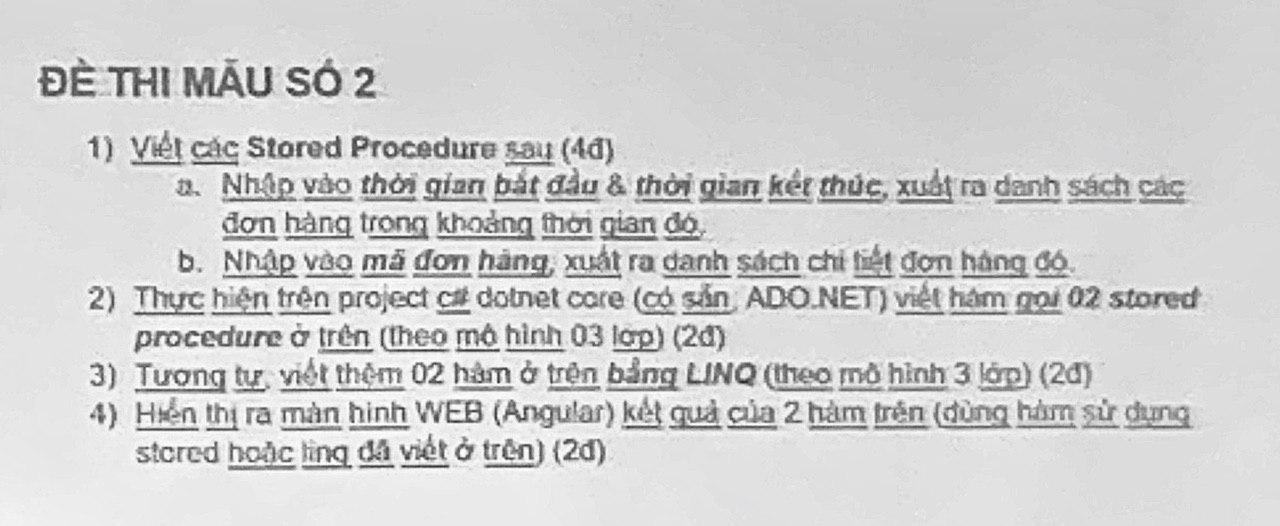 ĐỀ THI MẪU SỐ 2
1) Viết các Stored Procedure sau (4đ)
a. Nhập vào thời gian bắt đầu & thời gian kết thúc, xuất ra danh sách các
đơn hàng trong khoảng thời gian đó.
b. Nhập vào mã đơn hàng, xuất ra danh sách chi tiết đơn hàng đó.
2) Thực hiện trên project c# dotnet core (có sẵn, ADO.NET) viết hàm gọi 02 stored
procedure ở trên (theo mô hình 03 lớp) (2đ)
3) Tương tự, viết thêm 02 hàm ở trên bằng LINQ (theo mô hình 3 lớp) (2đ)
4) Hiển thị ra màn hình WEB (Angular) kết quả của 2 hàm trên (dùng hàm sử dụng
stored hoặc linq đã viết ở trên) (2đ)